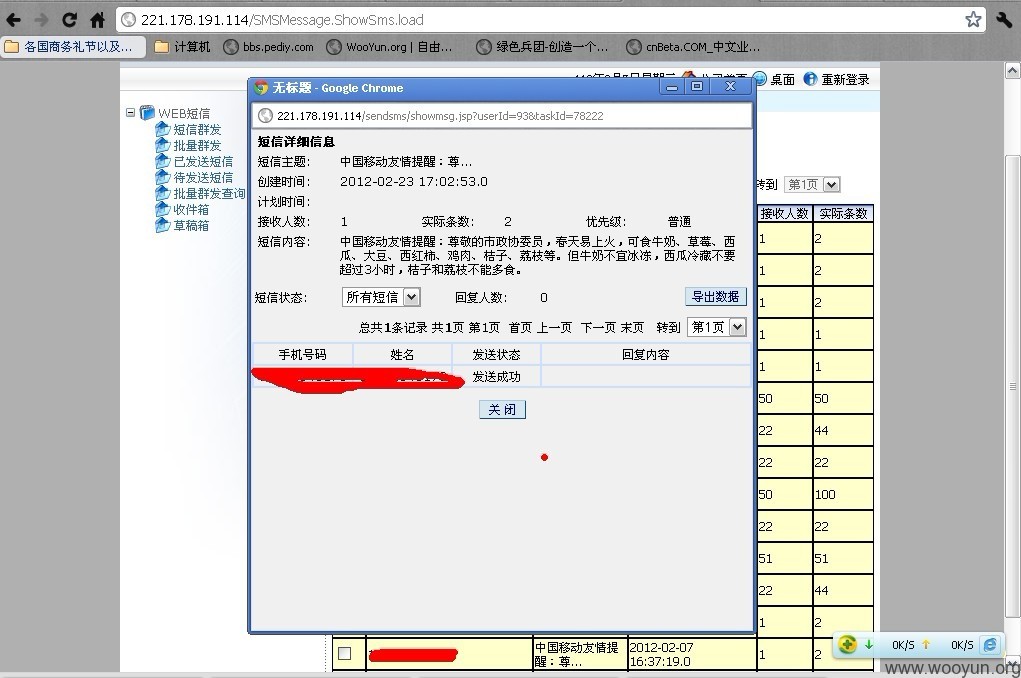 221.178.191.114/SMSMessage.ShowSms.load
各国商务礼节以及... 计算机 bbs.pediy.com WooYun.org | 自由... 绿色兵团-创造一个... cnBeta.COM_中文业...
桌面 重新登录
无标题 - Google Chrome
221.178.191.114/sendsms/showmsg.jsp?userId=938&taskId=78222
WEB短信
短信群发
批量群发
已发送短信
待发送短信
批量群发查询
收件箱
草稿箱
短信详细信息
短信主题: 中国移动友情提醒：尊...
创建时间: 2012-02-23 17:02:53.0
计划时间:
接收人数: 1 实际条数: 2 优先级: 普通
短信内容: 中国移动友情提醒：尊敬的市政协委员，春天易上火，可食牛奶、草莓、西
瓜、大豆、西红柿、鸡肉、桔子、荔枝等。但牛奶不宜冰冻，西瓜冷藏不要
超过3小时，桔子和荔枝不能多食。
短信状态: 所有短信 回复人数: 0 导出数据
总共1条记录 共1页 第1页 首页 上一页 下一页 末页 转到 第1页
手机号码 姓名 发送状态 回复内容
发送成功
关 闭
转到 第1页
接收人数 实际条数
1 2
1 2
1 2
1 1
1 1
50 50
22 44
22 22
50 100
22 22
51 51
22 44
1 2
中国移动友情提
醒：尊... 2012-02-07
16:37:19.0 1 2
0K/S 0K/S
www.wooyun.org